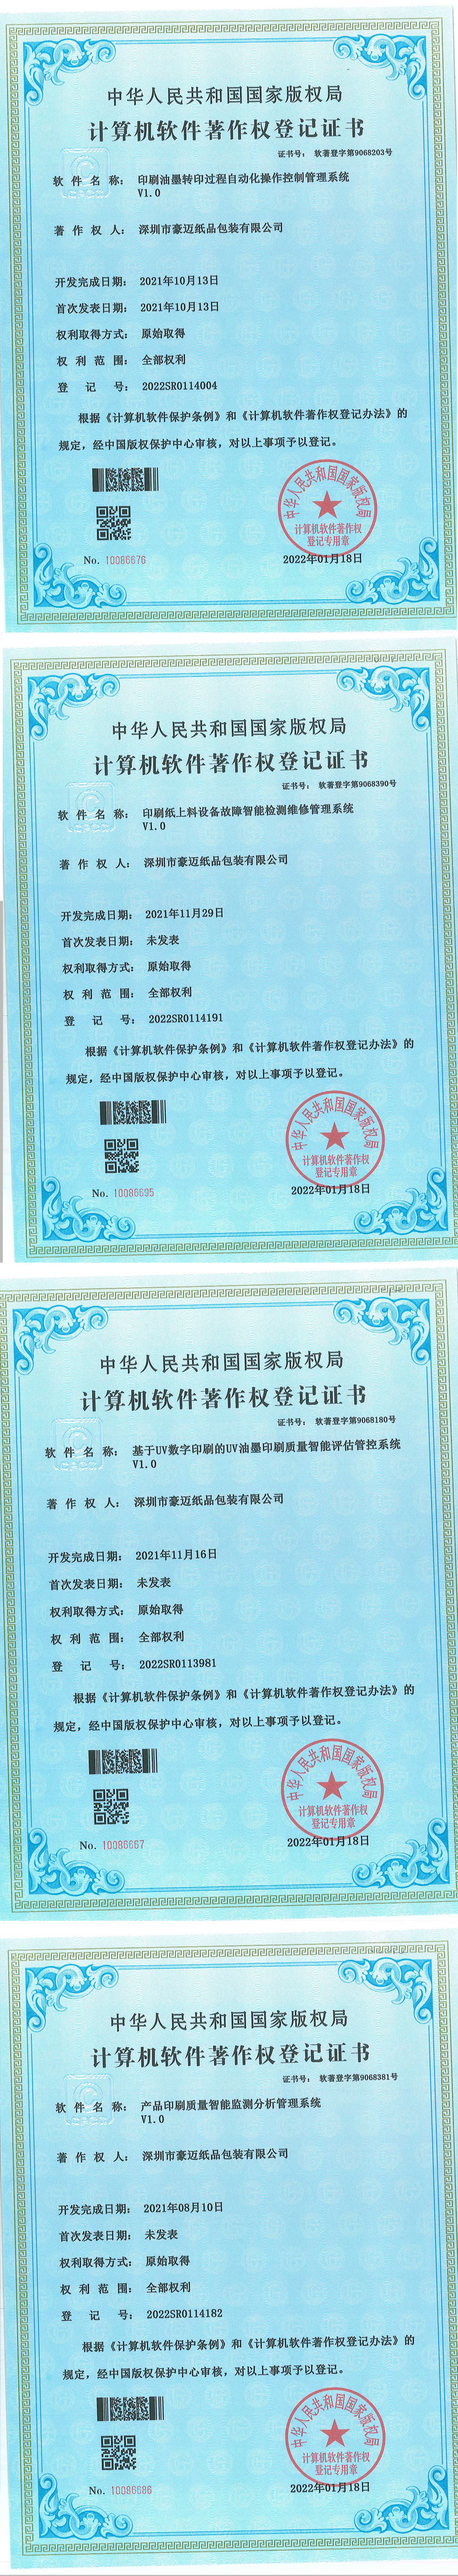 中华人民共和国国家版权局
计算机软件著作权登记证书
证书号： 软著登字第9068203号
软件名称： 印刷油墨转印过程自动化操作控制管理系统
V1.0
著作权人： 深圳市豪迈纸品包装有限公司
开发完成日期： 2021年10月13日
首次发表日期： 2021年10月13日
权利取得方式： 原始取得
权利范围： 全部权利
登记号： 2022SR0114004
根据《计算机软件保护条例》和《计算机软件著作权登记办法》的
规定，经中国版权保护中心审核，对以上事项予以登记。
中华人民共和国国家版权局
计算机软件著作权
登记专用章
No. 10086676
2022年01月18日
中华人民共和国国家版权局
计算机软件著作权登记证书
证书号： 软著登字第9068390号
软件名称： 印刷纸上料设备故障智能检测维修管理系统
V1.0
著作权人： 深圳市豪迈纸品包装有限公司
开发完成日期： 2021年11月29日
首次发表日期： 未发表
权利取得方式： 原始取得
权利范围： 全部权利
登记号： 2022SR0114191
根据《计算机软件保护条例》和《计算机软件著作权登记办法》的
规定，经中国版权保护中心审核，对以上事项予以登记。
中华人民共和国国家版权局
计算机软件著作权
登记专用章
No. 10086695
2022年01月18日
中华人民共和国国家版权局
计算机软件著作权登记证书
证书号： 软著登字第9068180号
软件名称： 基于UV数字印刷的UV油墨印刷质量智能评估管控系统
V1.0
著作权人： 深圳市豪迈纸品包装有限公司
开发完成日期： 2021年11月16日
首次发表日期： 未发表
权利取得方式： 原始取得
权利范围： 全部权利
登记号： 2022SR0113981
根据《计算机软件保护条例》和《计算机软件著作权登记办法》的
规定，经中国版权保护中心审核，对以上事项予以登记。
中华人民共和国国家版权局
计算机软件著作权
登记专用章
No. 10086667
2022年01月18日
中华人民共和国国家版权局
计算机软件著作权登记证书
证书号： 软著登字第9068381号
软件名称： 产品印刷质量智能监测分析管理系统
V1.0
著作权人： 深圳市豪迈纸品包装有限公司
开发完成日期： 2021年08月10日
首次发表日期： 未发表
权利取得方式： 原始取得
权利范围： 全部权利
登记号： 2022SR0114182
根据《计算机软件保护条例》和《计算机软件著作权登记办法》的
规定，经中国版权保护中心审核，对以上事项予以登记。
中华人民共和国国家版权局
计算机软件著作权
登记专用章
No. 10086686
2022年01月18日